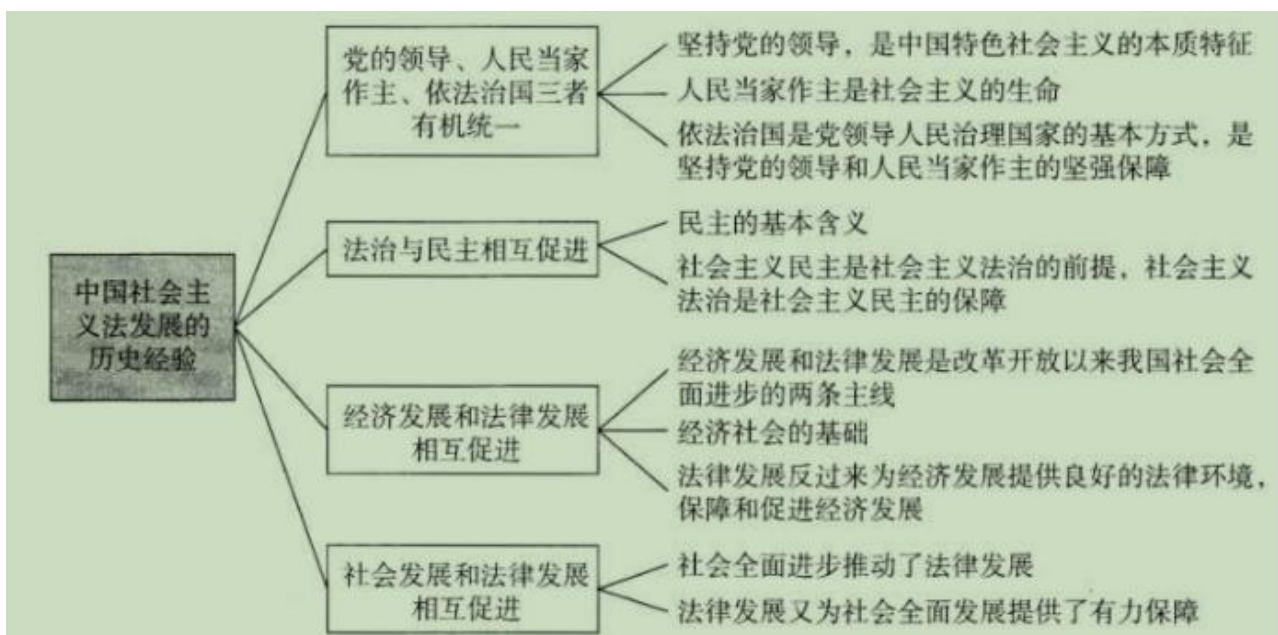 中国社会主
义法发展的
历史经验
党的领导、人民当家
作主、依法治国三者
有机统一
坚持党的领导，是中国特色社会主义的本质特征
人民当家作主是社会主义的生命
依法治国是党领导人民治理国家的基本方式，是
坚持党的领导和人民当家作主的坚强保障
法治与民主相互促进
民主的基本含义
社会主义民主是社会主义法治的前提，社会主义
法治是社会主义民主的保障
经济发展和法律发展
相互促进
经济发展和法律发展是改革开放以来我国社会全
面进步的两条主线
经济社会的基础
法律发展反过来为经济发展提供良好的法律环境，
保障和促进经济发展
社会发展和法律发展
相互促进
社会全面进步推动了法律发展
法律发展又为社会全面发展提供了有力保障